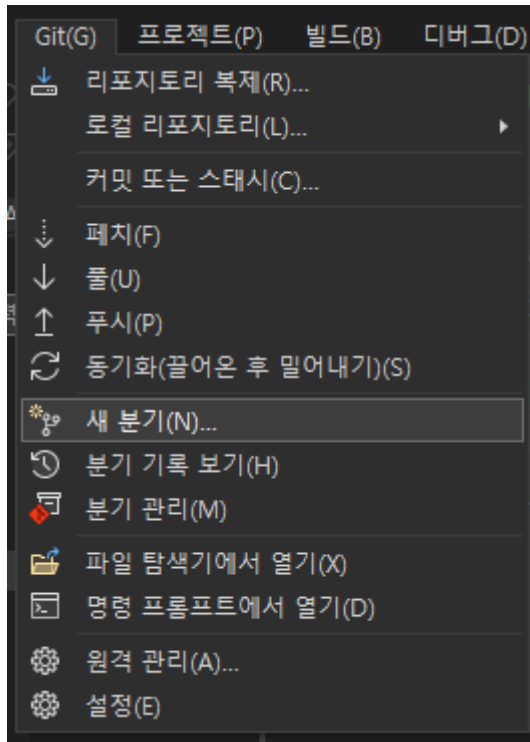 Git(G) 프로젝트(P) 빌드(B) 디버그(D)
리포지토리 복제(R)...
로컬 리포지토리(L)...
커밋 또는 스태시(C)...
페치(F)
풀(U)
푸시(P)
동기화(끌어온 후 밀어내기)(S)
새 분기(N)...
분기 기록 보기(H)
분기 관리(M)
파일 탐색기에서 열기(X)
명령 프롬프트에서 열기(D)
원격 관리(A)...
설정(E)